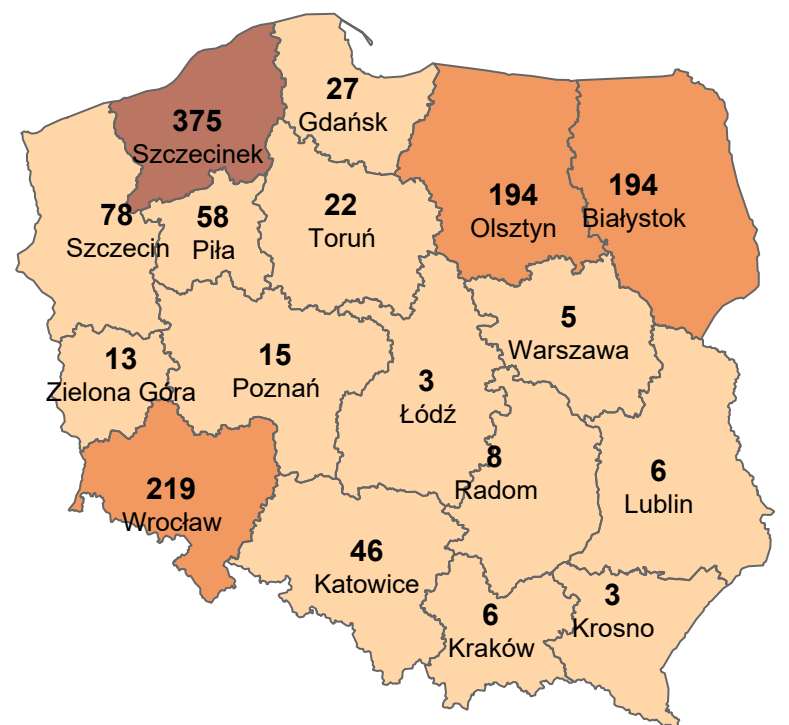 27
Gdańsk
375
Szczecinek
194
Olsztyn
194
Białystok
78
Szczecin
58
Piła
22
Toruń
5
Warszawa
13
Zielona Góra
15
Poznań
3
Łódź
8
Radom
6
Lublin
219
Wrocław
46
Katowice
6
Kraków
3
Krosno